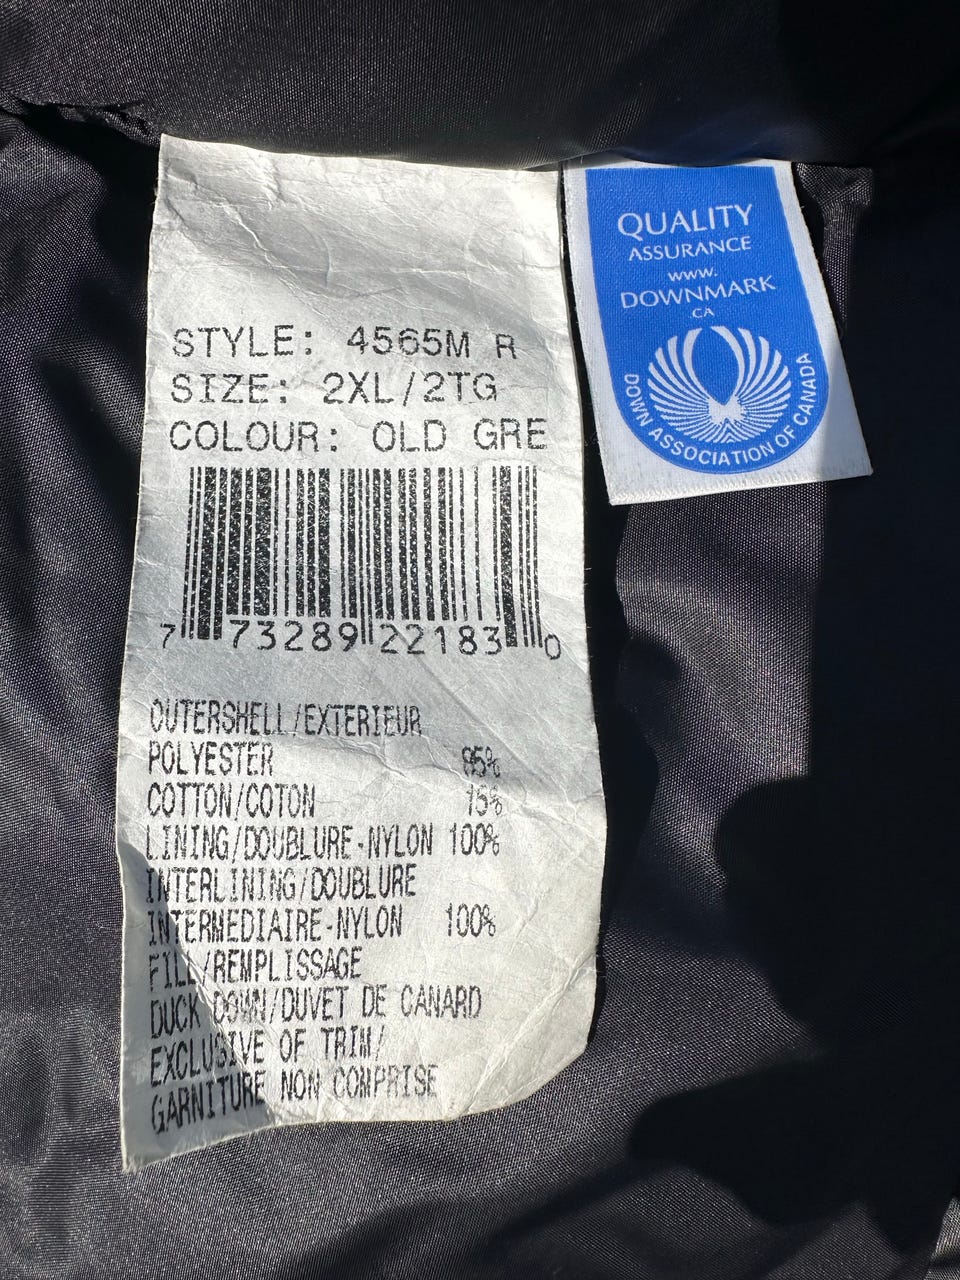 STYLE: 4565M R
SIZE: 2XL/2TG
COLOUR: OLD GRE
7 73289 22183 0
OUTERSHELL/EXTERIEUR
POLYESTER 85%
COTTON/COTON 15%
LINING/DOUBLURE-NYLON 100%
INTERLINING/DOUBLURE
INTERMEDIAIRE-NYLON 100%
FILL/REMPLISSAGE
DUCK DOWN/DUVET DE CANARD
EXCLUSIVE OF TRIM/
GARNITURE NON COMPRISE
QUALITY
ASSURANCE
www.
DOWNMARK
CA
DOWN ASSOCIATION OF CANADA